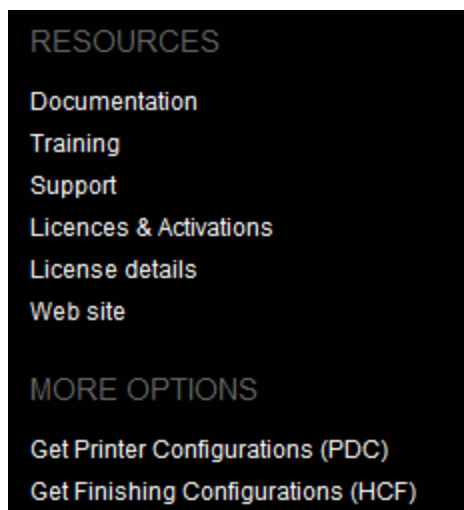 RESOURCES
Documentation
Training
Support
Licences & Activations
License details
Web site
MORE OPTIONS
Get Printer Configurations (PDC)
Get Finishing Configurations (HCF)